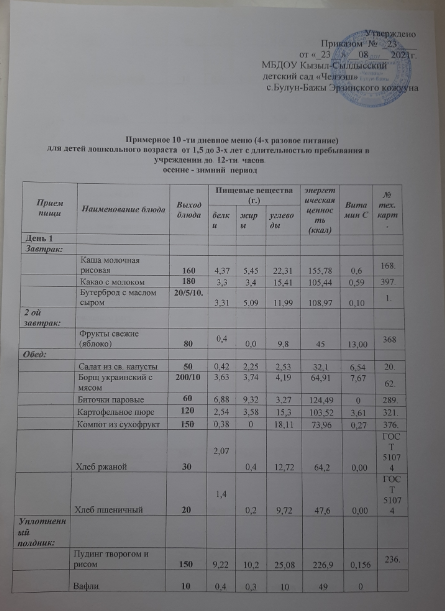 Утверждено
Приказом № 23
от «_23_» 08 2021г
МБДОУ Кызыл-Сылдысский
детский сад «Челээш»
с.Булун-Бажы Эрзинского кожууна
Примерное 10 -ти дневное меню (4-х разовое питание)
для детей дошкольного возраста от 1,5 до 3-х лет с длительностью пребывания в
учреждении до 12-ти часов
осенне - зимний период
Прием пищи Наименование блюда Выход блюда Пищевые вещества (г.) энергетическая ценность (ккал) Витамин С № тех. карт.
белки жиры углеводы
День 1
Завтрак:
Каша молочная
рисовая 160 4,37 5,45 22,31 155,78 0,6 168.
Какао с молоком 180 3,3 3,4 15,41 105,44 0,59 397.
Бутерброд с маслом 20/5/10.
сыром 3,31 5,09 11,99 108,97 0,10 1.
2 ой
завтрак:
Фрукты свежие
(яблоко) 80 0,4 0,0 9,8 45 13,00 368
Обед:
Салат из св. капусты 50 0,42 2,25 2,53 32,1 6,54 20.
Борщ украинский с
мясом 200/10 3,63 3,74 4,19 64,91 7,67 62.
Биточки паровые 60 6,88 9,32 3,27 124,49 0 289.
Картофельное пюре 120 2,54 3,58 15,3 103,52 3,61 321.
Компот из сухофрукт 150 0,38 0 18,11 73,96 0,27 376.
Хлеб ржаной 30 2,07 0,4 12,72 64,2 0,00 ГОСТ 51074
Хлеб пшеничный 20 1,4 0,2 9,72 47,6 0,00 ГОСТ 51074
Уплотненный
полдник:
Пудинг творогом и
рисом 150 9,22 10,2 25,08 226,9 0,156 236.
Вафли 10 0,4 0,3 10 49 0